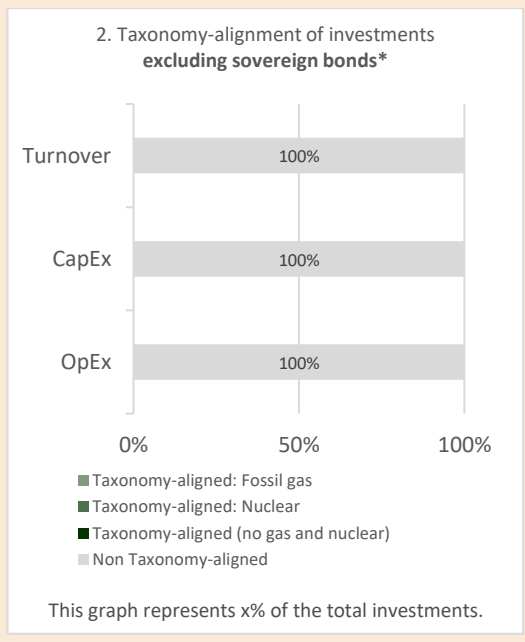 2. Taxonomy-alignment of investments
excluding sovereign bonds*
Turnover
100%
CapEx
100%
OpEx
100%
0%
50%
100%
Taxonomy-aligned: Fossil gas
Taxonomy-aligned: Nuclear
Taxonomy-aligned (no gas and nuclear)
Non Taxonomy-aligned
This graph represents x% of the total investments.